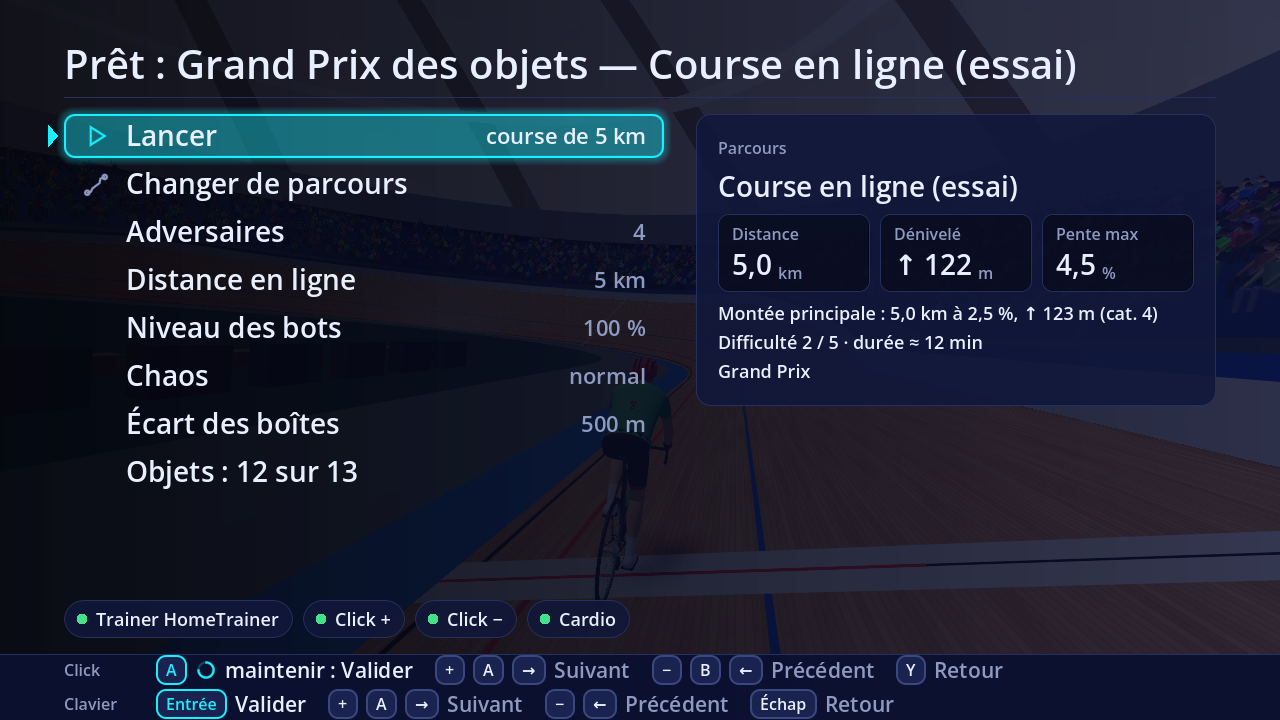 Prêt : Grand Prix des objets — Course en ligne (essai)
Lancer course de 5 km
Changer de parcours
Adversaires 4
Distance en ligne 5 km
Niveau des bots 100 %
Chaos normal
Écart des boîtes 500 m
Objets : 12 sur 13
Parcours
Course en ligne (essai)
Distance Dénivelé Pente max
5,0 km ↑ 122 m 4,5 %
Montée principale : 5,0 km à 2,5 %, ↑ 123 m (cat. 4)
Difficulté 2 / 5 · durée ≈ 12 min
Grand Prix
Trainer HomeTrainer Click + Click − Cardio
Click A maintenir : Valider + A → Suivant − B ← Précédent Y Retour
Clavier Entrée Valider + A → Suivant − ← Précédent Échap Retour